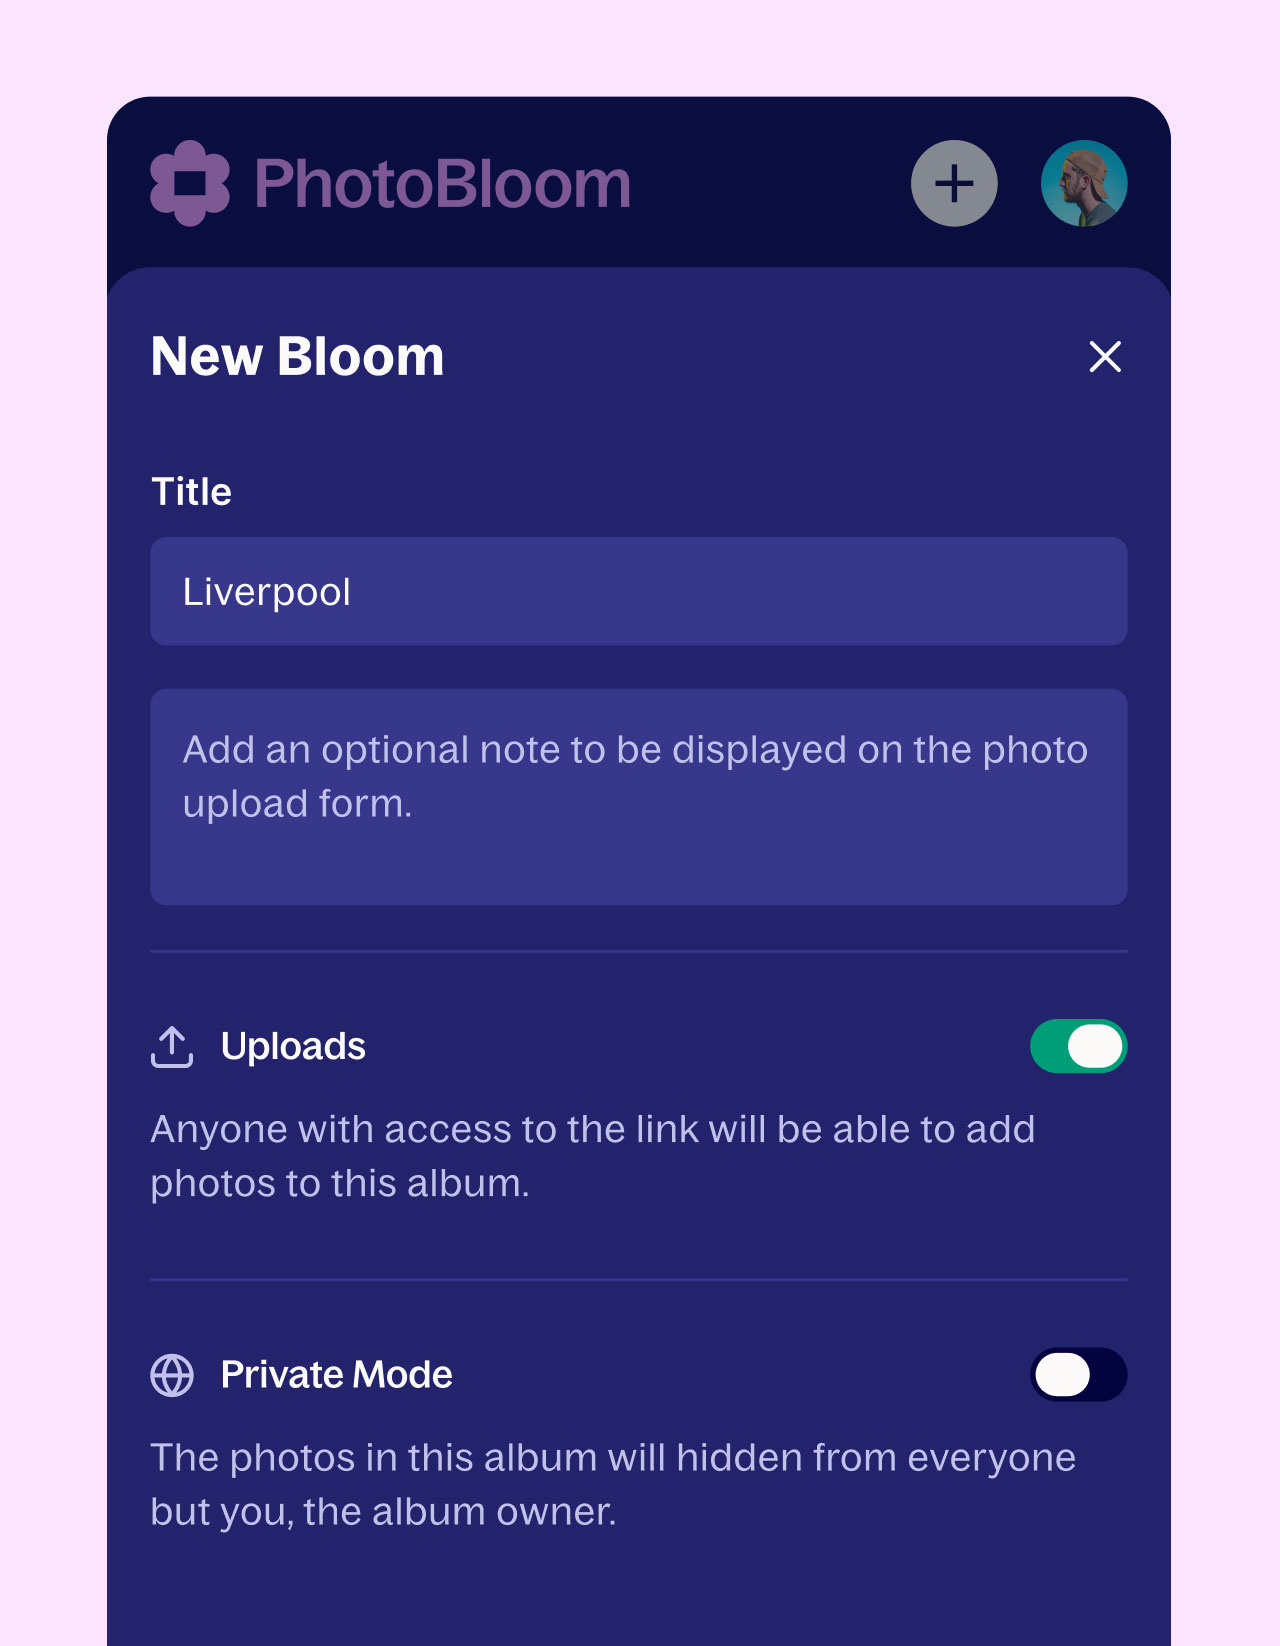 PhotoBloom
New Bloom
Title
Liverpool
Add an optional note to be displayed on the photo
upload form.
Uploads
Anyone with access to the link will be able to add
photos to this album.
Private Mode
The photos in this album will hidden from everyone
but you, the album owner.